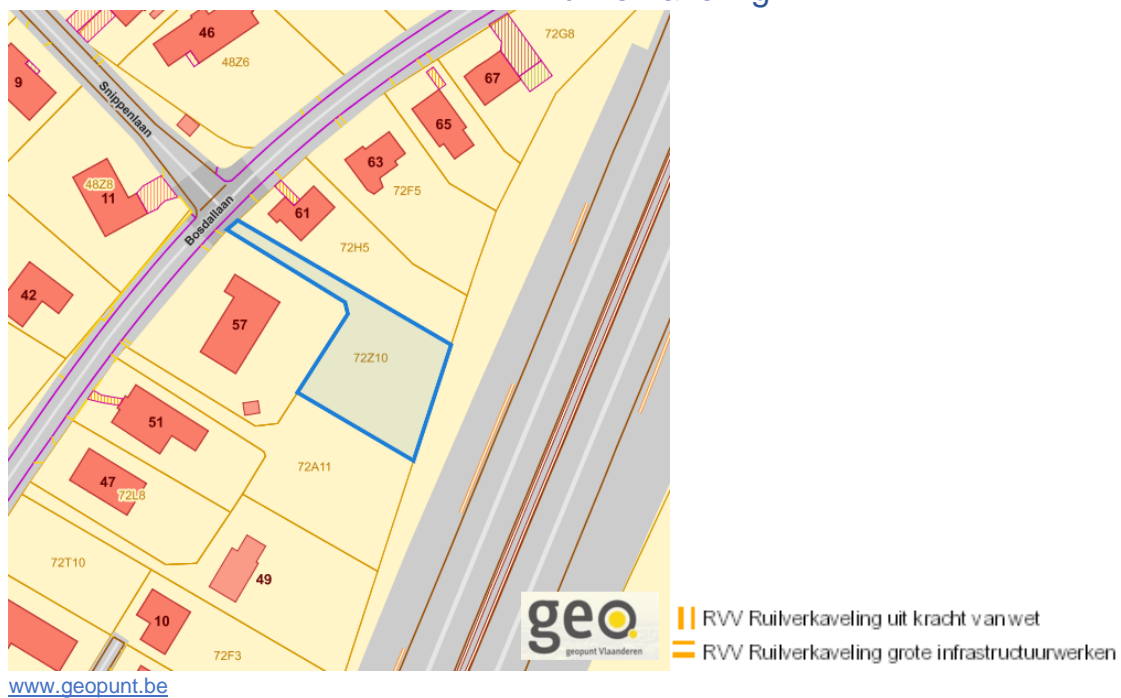 46
48Z6
72G8
9
67
Snippenlaan
65
63
48Z8
11
72F5
61
Bosdallaan
72H5
42
57
72Z10
51
72A11
47
72L8
72T10
49
10
72F3
geo
geopunt Vlaanderen
RVV Ruilverkaveling uit kracht van wet
RVV Ruilverkaveling grote infrastructuurwerken
www.geopunt.be